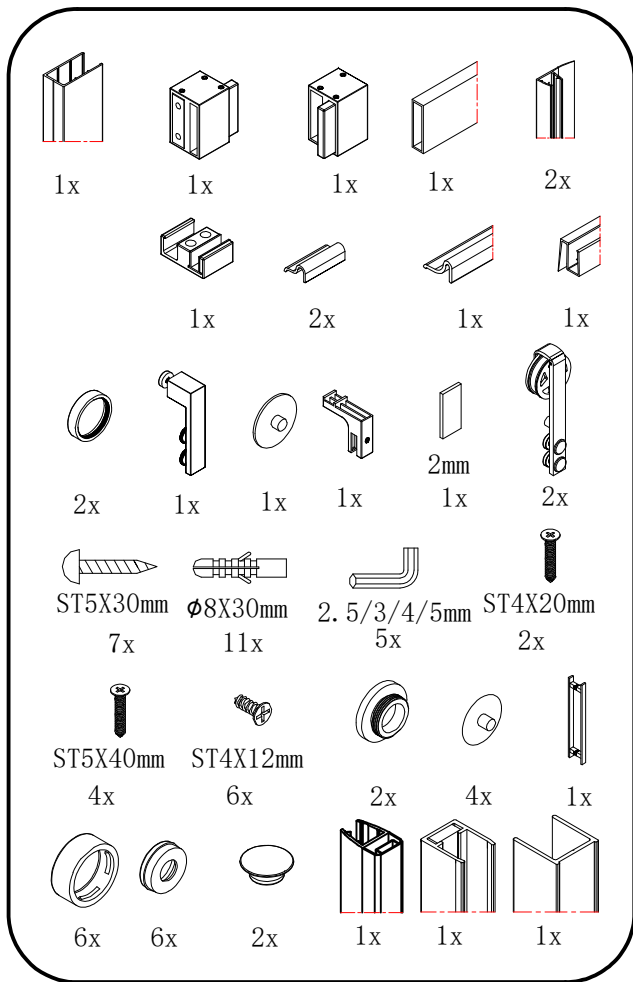 1x 1x 1x 1x 2x
1x 2x 1x 1x
2mm
2x 1x 1x 1x 1x 2x
ST5X30mm ϕ8X30mm 2.5/3/4/5mm ST4X20mm
7x 11x 5x 2x
ST5X40mm ST4X12mm
4x 6x 2x 4x 1x
6x 6x 2x 1x 1x 1x